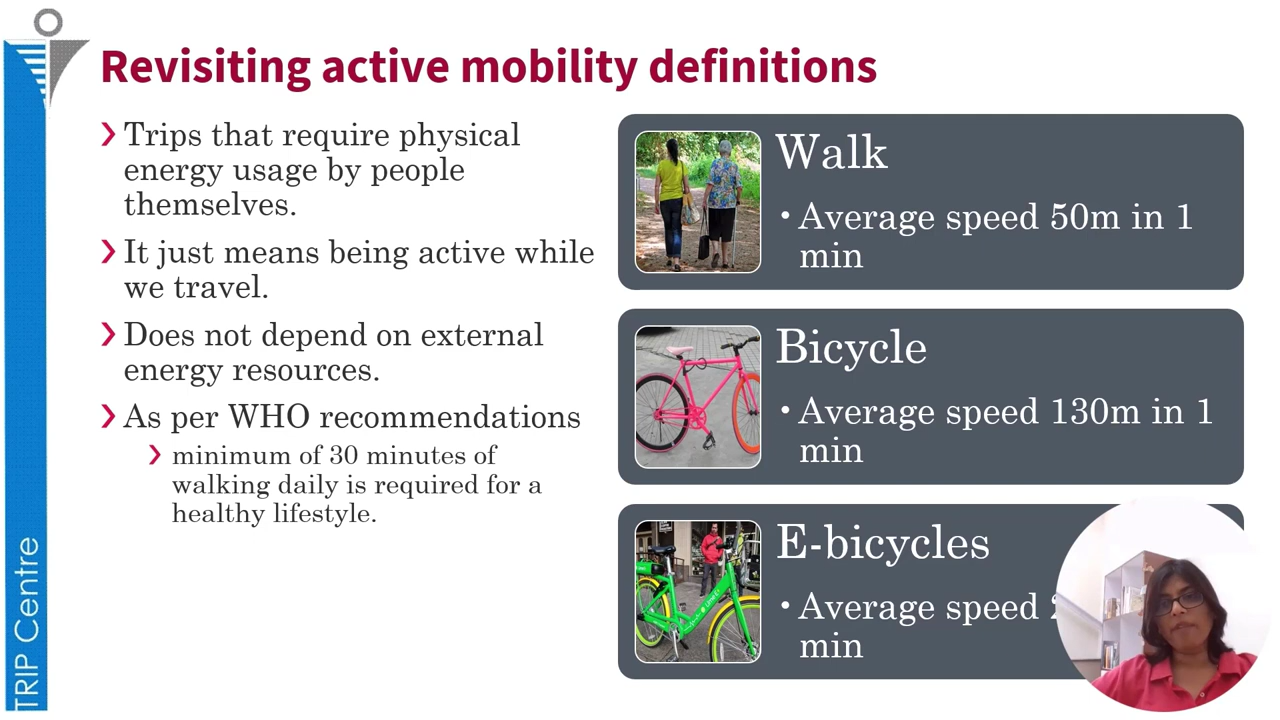 Revisiting active mobility definitions
Trips that require physical
energy usage by people
themselves.
It just means being active while
we travel.
Does not depend on external
energy resources.
As per WHO recommendations
minimum of 30 minutes of
walking daily is required for a
healthy lifestyle.
Walk
• Average speed 50m in 1
min
Bicycle
• Average speed 130m in 1
min
E-bicycles
• Average speed
min
TRIP Centre